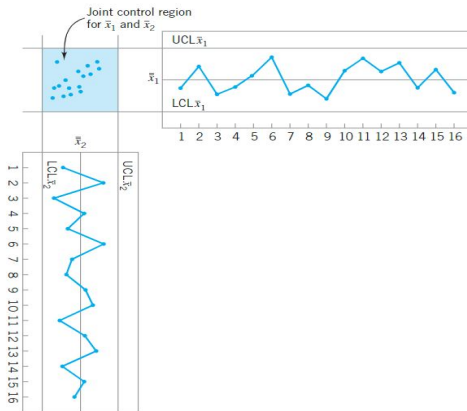 Joint control region
for x̄₁ and x̄₂
UCLx̄₁
x̄₁
LCLx̄₁
1 2 3 4 5 6 7 8 9 10 11 12 13 14 15 16
x̄₂
LCLx̄₂
UCLx̄₂
1 2 3 4 5 6 7 8 9 10 11 12 13 14 15 16